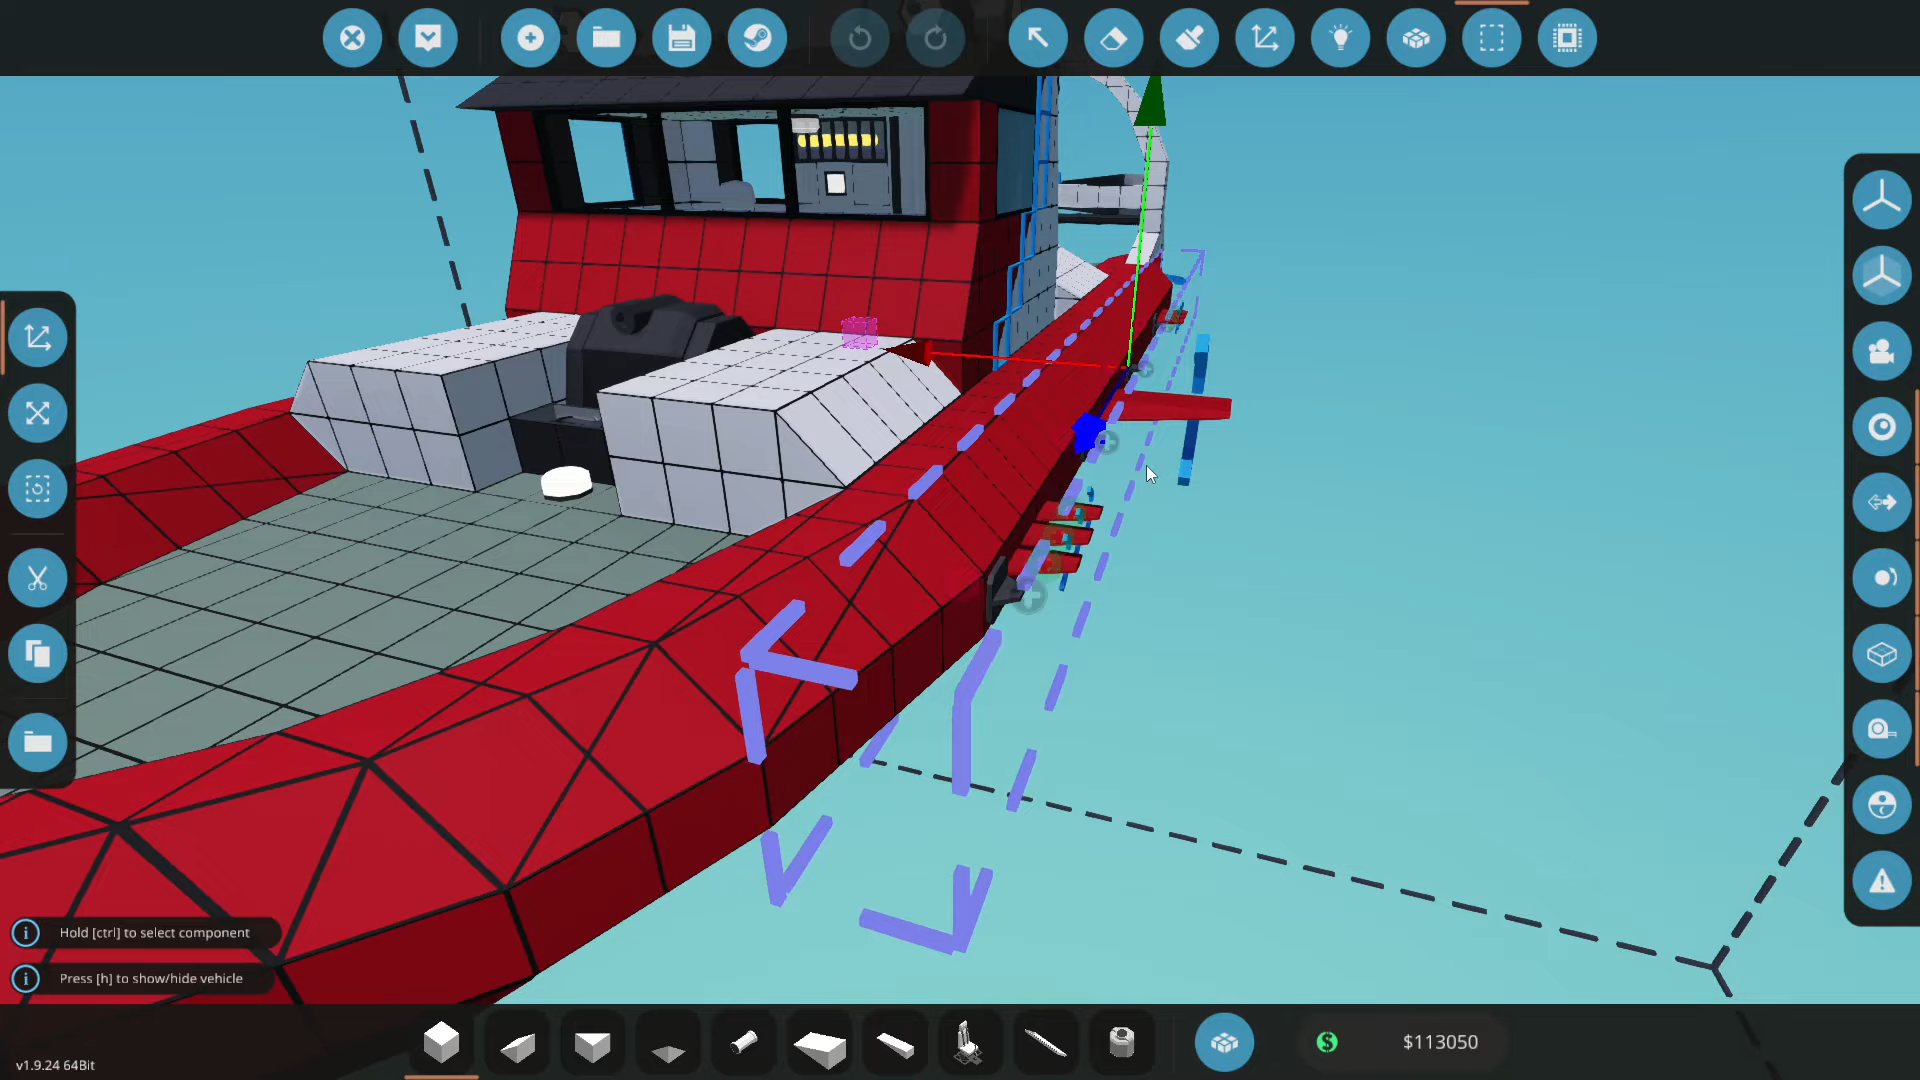 Hold [ctrl] to select component
Press [h] to show/hide vehicle
v1.9.24 64Bit
$
$113050